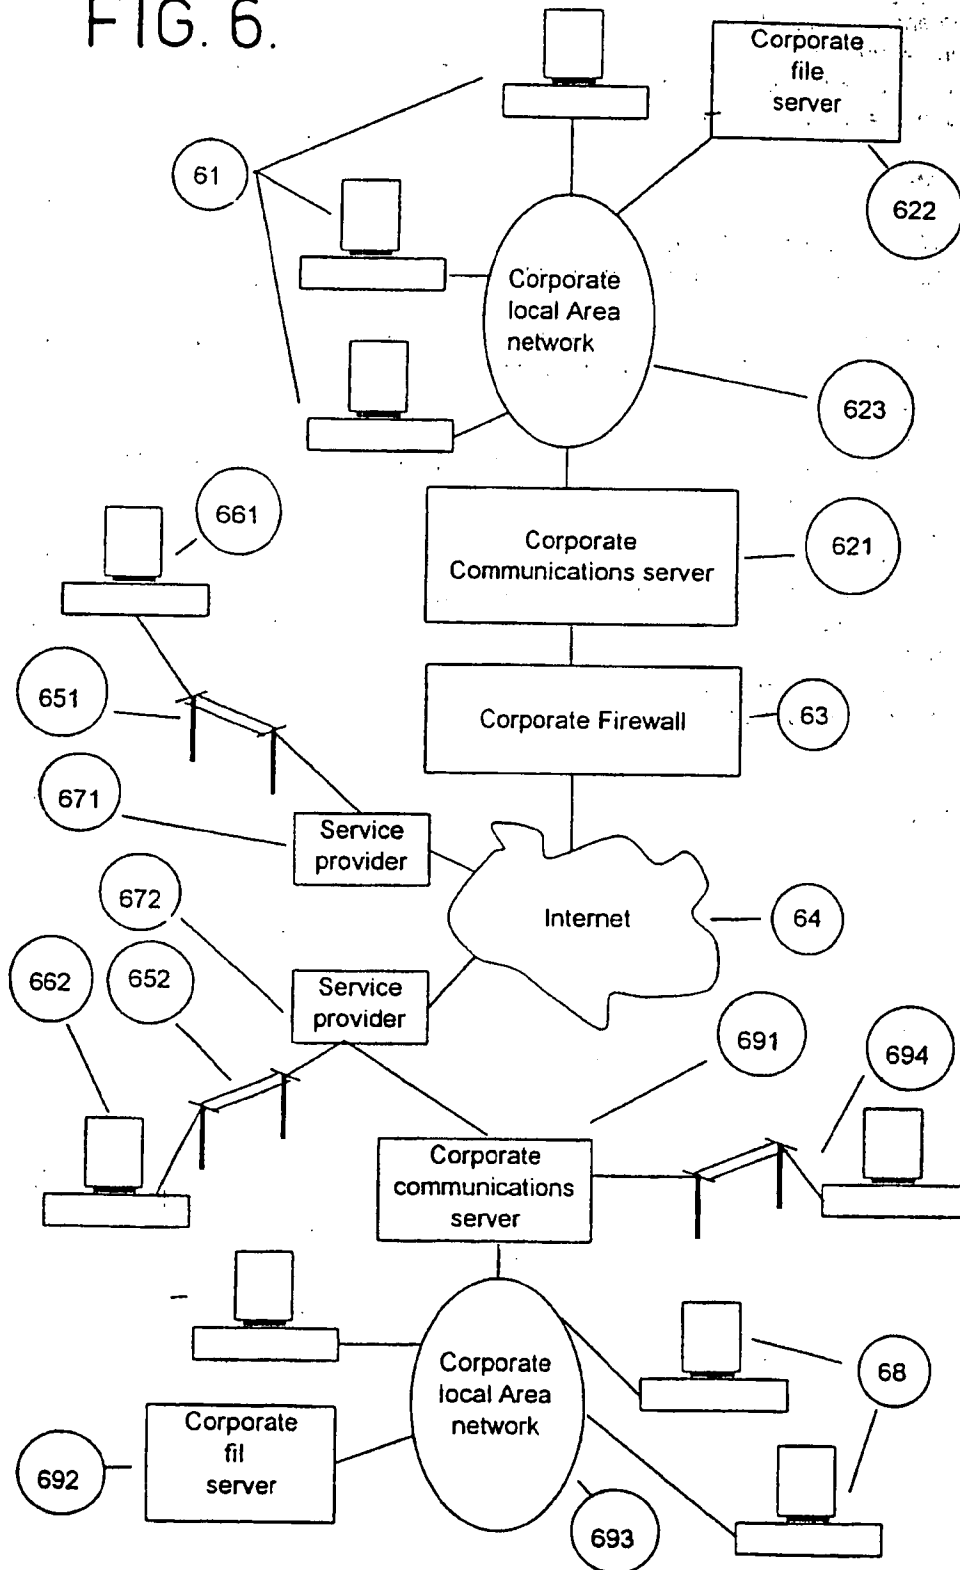 FIG. 6.
Corporate
file
server
61
622
Corporate
local Area
network
623
661
Corporate
Communications server
621
651
Corporate Firewall
63
671
Service
provider
672
Internet
64
662
652
Service
provider
691
694
Corporate
communications
server
Corporate
local Area
network
68
Corporate
fil
server
692
693